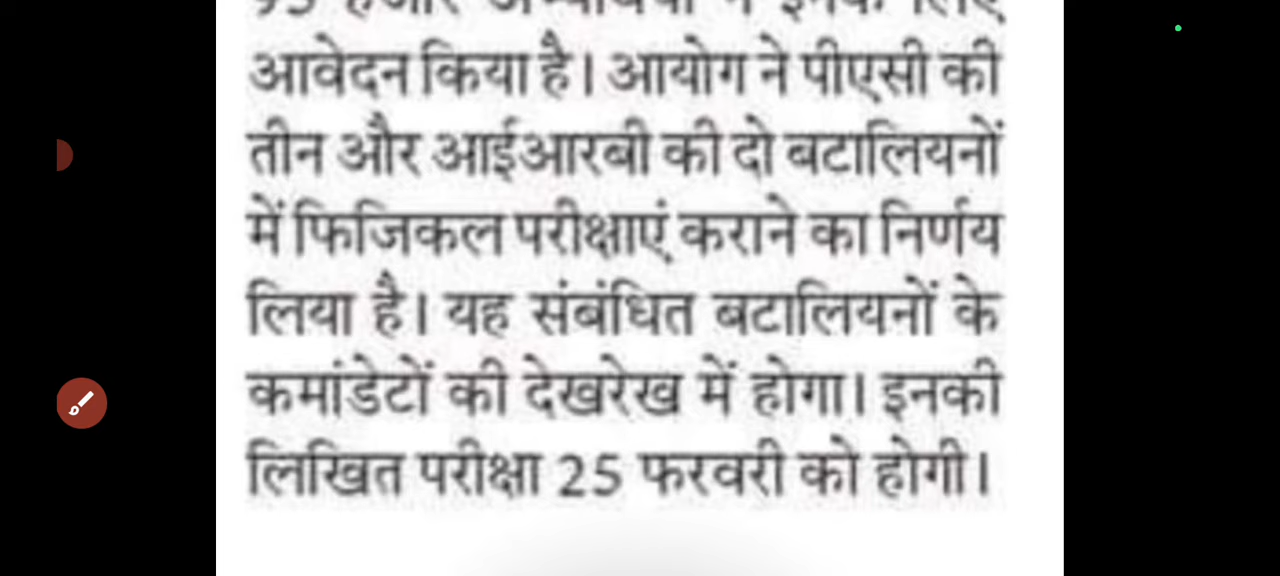 आवेदन किया है। आयोग ने पीएसी की
तीन और आईआरबी की दो बटालियनों
में फिजिकल परीक्षाएं कराने का निर्णय
लिया है। यह संबंधित बटालियनों के
कमांडेटों की देखरेख में होगा। इनकी
लिखित परीक्षा 25 फरवरी को होगी।